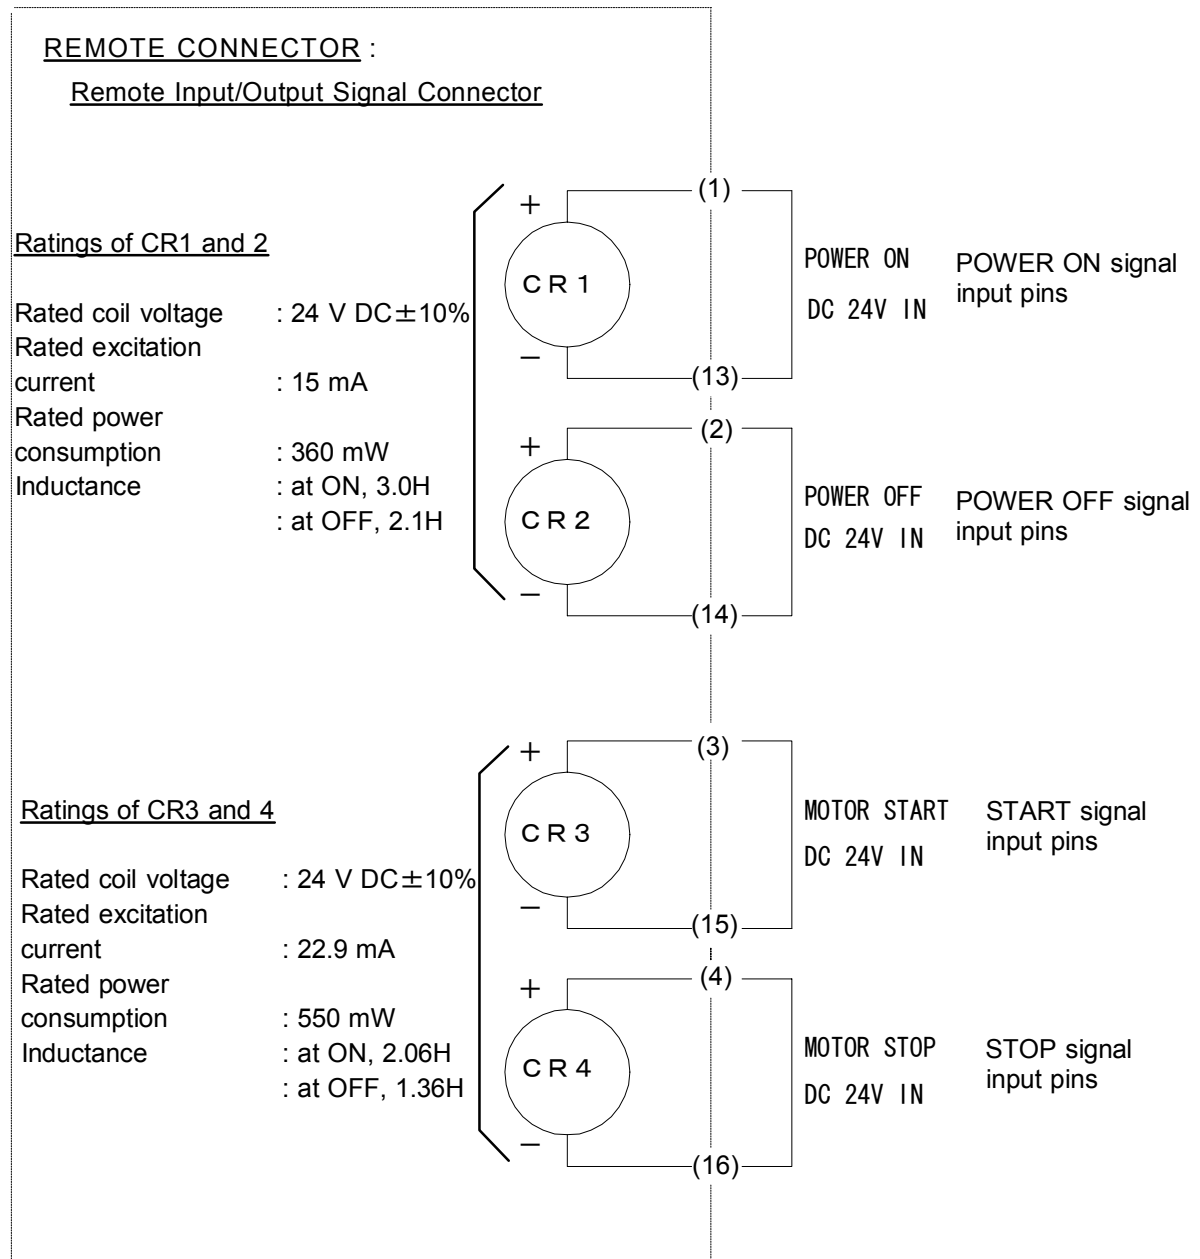 REMOTE CONNECTOR :
Remote Input/Output Signal Connector
Ratings of CR1 and 2
Rated coil voltage : 24 V DC±10%
Rated excitation
current : 15 mA
Rated power
consumption : 360 mW
Inductance : at ON, 3.0H
: at OFF, 2.1H
+
CR1
−
(1)
(13)
POWER ON
DC 24V IN
POWER ON signal
input pins
+
CR2
−
(2)
(14)
POWER OFF
DC 24V IN
POWER OFF signal
input pins
Ratings of CR3 and 4
Rated coil voltage : 24 V DC±10%
Rated excitation
current : 22.9 mA
Rated power
consumption : 550 mW
Inductance : at ON, 2.06H
: at OFF, 1.36H
+
CR3
−
(3)
(15)
MOTOR START
DC 24V IN
START signal
input pins
+
CR4
−
(4)
(16)
MOTOR STOP
DC 24V IN
STOP signal
input pins